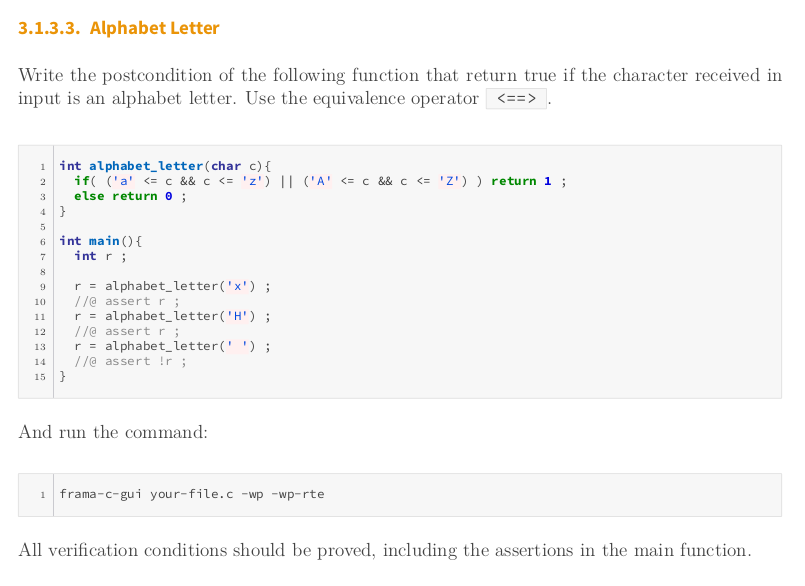 3.1.3.3. Alphabet Letter
Write the postcondition of the following function that return true if the character received in
input is an alphabet letter. Use the equivalence operator <==>.
1 int alphabet_letter(char c){
2   if( ('a' <= c && c <= 'z') || ('A' <= c && c <= 'Z') ) return 1 ;
3   else return 0 ;
4 }
5
6 int main(){
7   int r ;
8
9   r = alphabet_letter('x') ;
10   //@ assert r ;
11   r = alphabet_letter('H') ;
12   //@ assert r ;
13   r = alphabet_letter(' ') ;
14   //@ assert !r ;
15 }
And run the command:
1 frama-c-gui your-file.c -wp -wp-rte
All verification conditions should be proved, including the assertions in the main function.